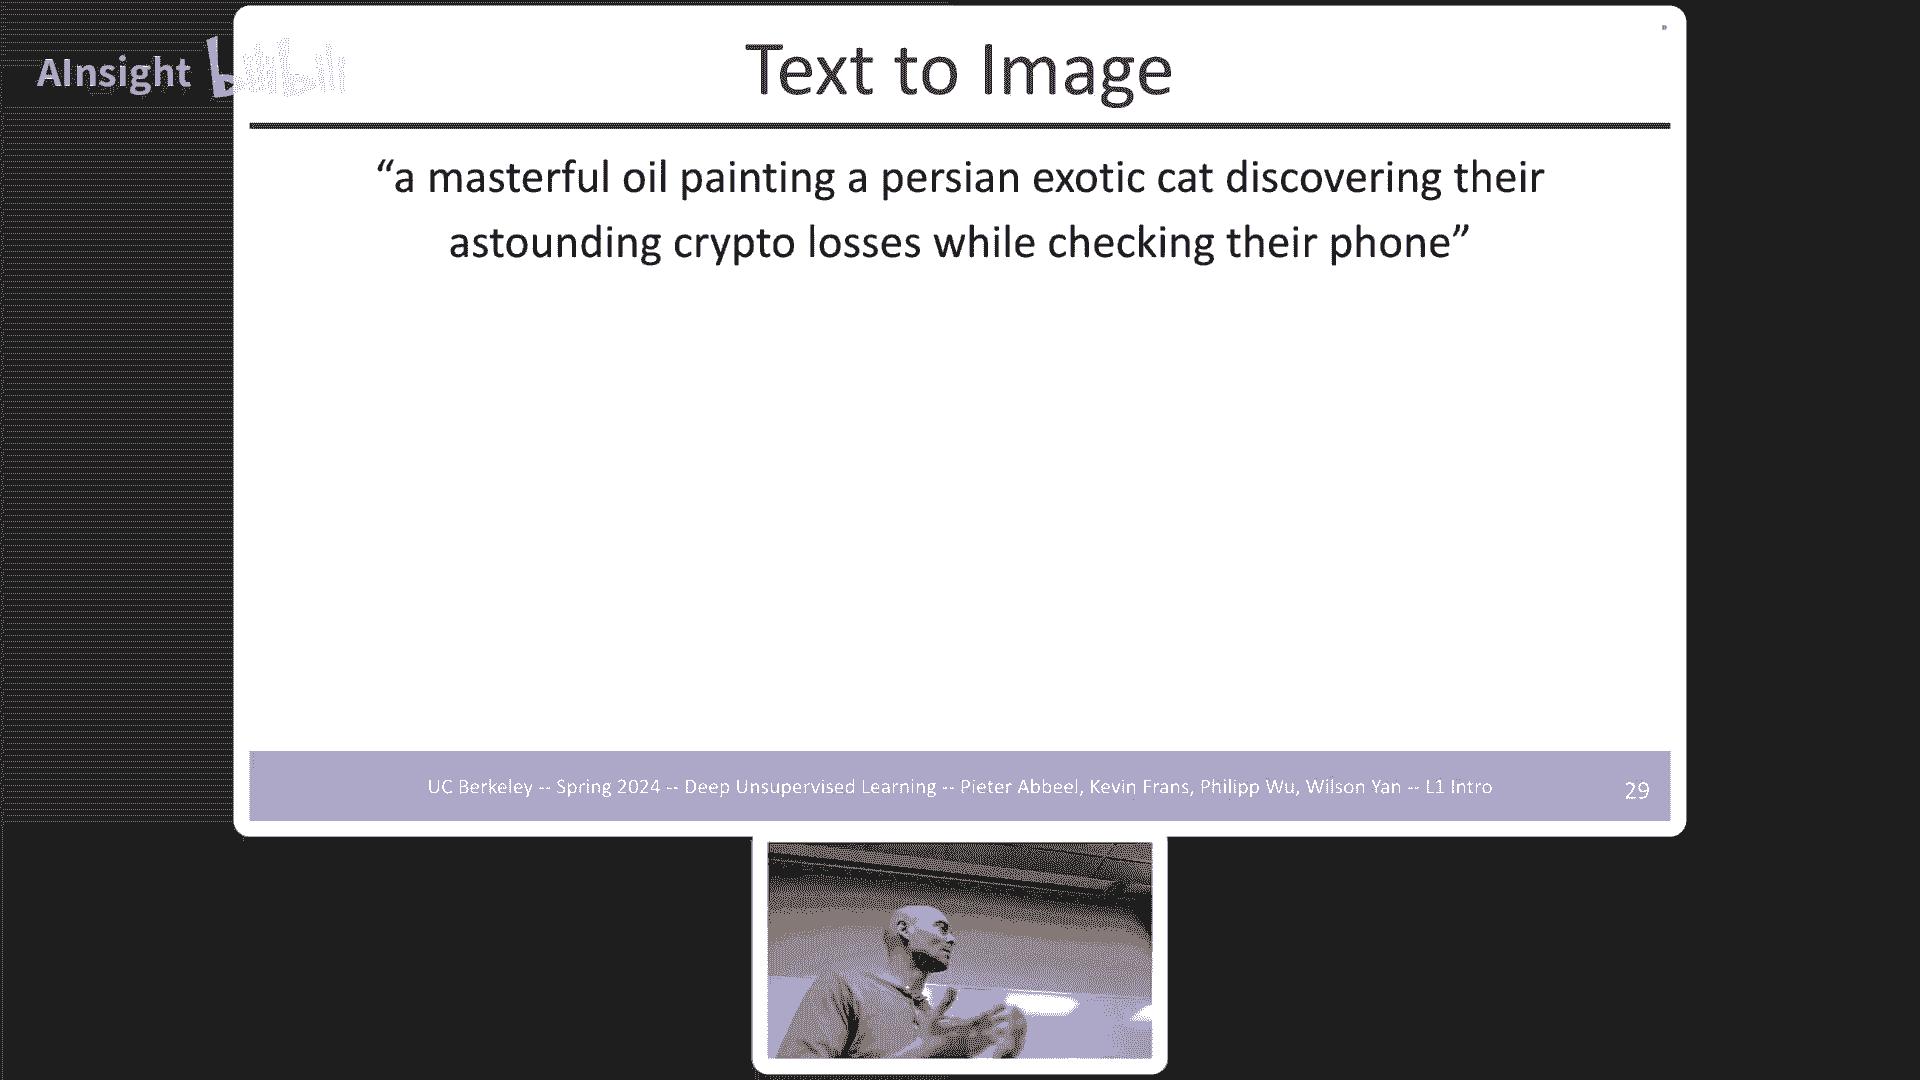 AInsight bilibili
Text to Image
“a masterful oil painting a persian exotic cat discovering their
astounding crypto losses while checking their phone”
UC Berkeley -- Spring 2024 -- Deep Unsupervised Learning -- Pieter Abbeel, Kevin Frans, Philipp Wu, Wilson Yan -- L1 Intro
29